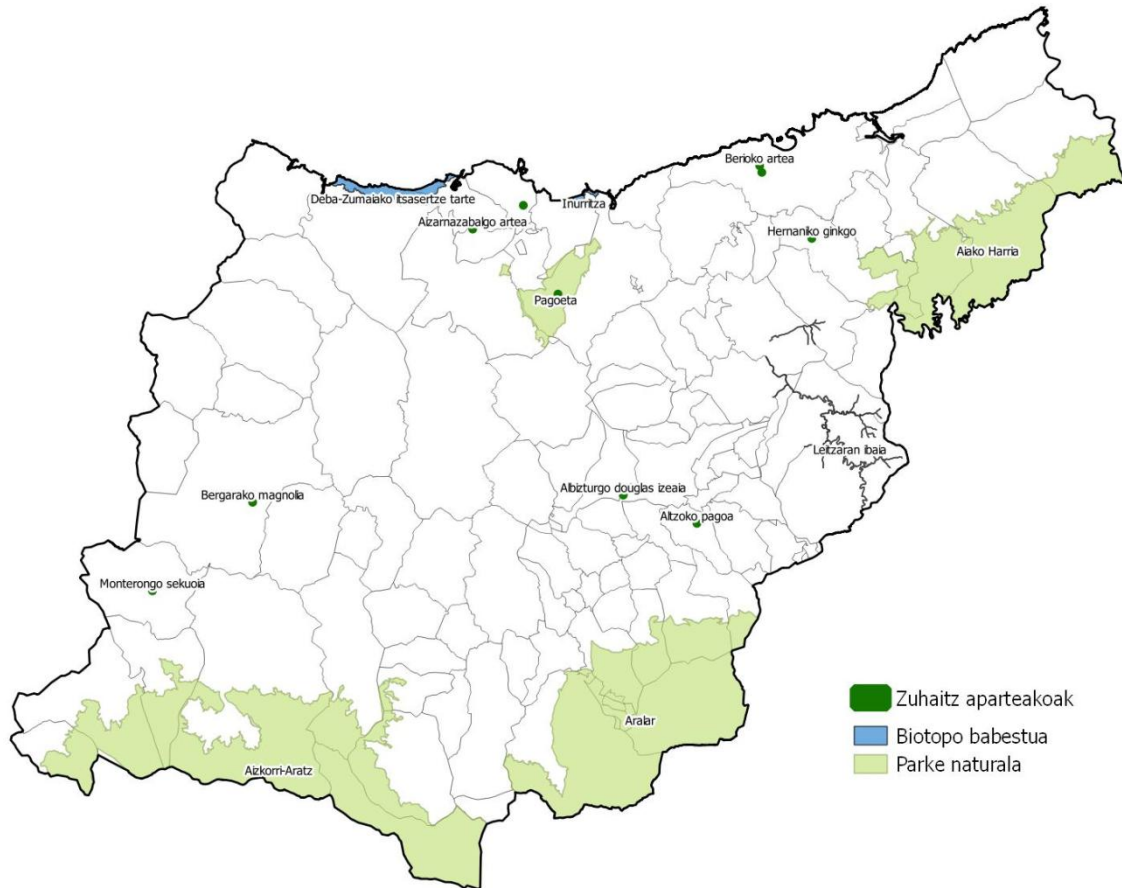 Berioko artea
Deba-Zumaiako itsasertze tarte
Inurritza
Aizarnazabalgo artea
Hernaniko ginkgo
Aiako Harria
Pagoeta
Leitzaran ibaia
Bergarako magnolia
Albizturgo douglas izeaia
Altzoko pagoa
Monterongo sekuoia
Aralar
Aizkorri-Aratz
Zuhaitz aparteakoak
Biotopo babestua
Parke naturala